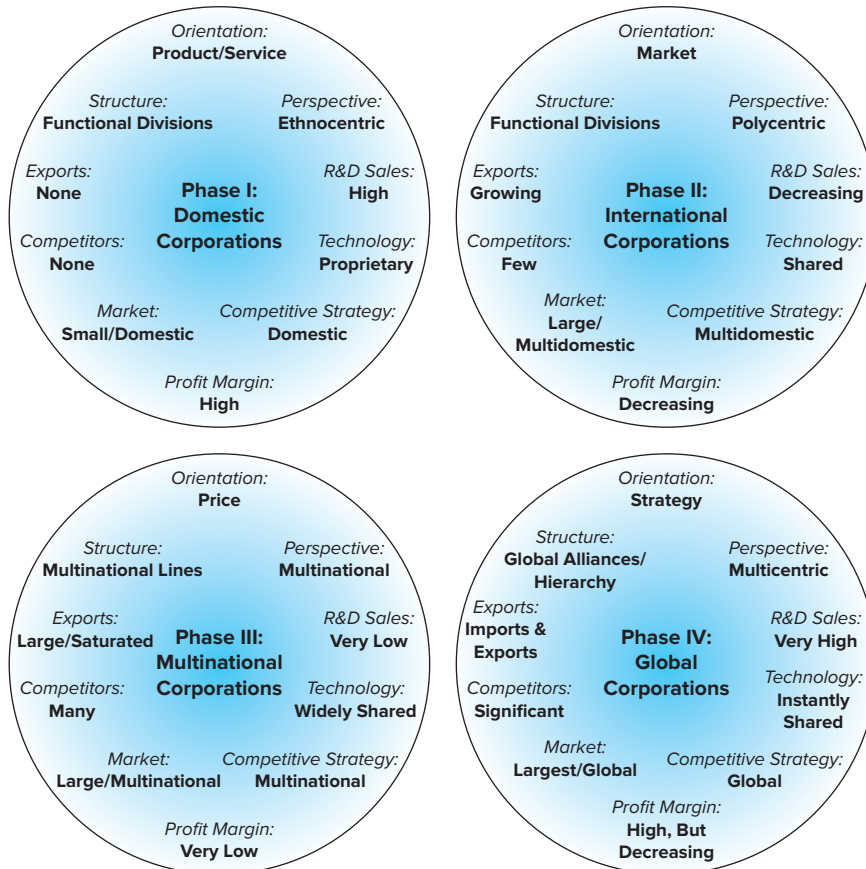 Orientation:
Product/Service
Structure:
Functional Divisions
Perspective:
Ethnocentric
Exports:
None
Phase I:
Domestic
Corporations
R&D Sales:
High
Competitors:
None
Technology:
Proprietary
Market:
Small/Domestic
Competitive Strategy:
Domestic
Profit Margin:
High
Orientation:
Market
Structure:
Functional Divisions
Perspective:
Polycentric
Exports:
Growing
Phase II:
International
Corporations
R&D Sales:
Decreasing
Competitors:
Few
Technology:
Shared
Market:
Large/
Multidomestic
Competitive Strategy:
Multidomestic
Profit Margin:
Decreasing
Orientation:
Price
Structure:
Multinational Lines
Perspective:
Multinational
Exports:
Large/Saturated
Phase III:
Multinational
Corporations
R&D Sales:
Very Low
Competitors:
Many
Technology:
Widely Shared
Market:
Large/Multinational
Competitive Strategy:
Multinational
Profit Margin:
Very Low
Orientation:
Strategy
Structure:
Global Alliances/
Hierarchy
Perspective:
Multicentric
Exports:
Imports &
Exports
Phase IV:
Global
Corporations
R&D Sales:
Very High
Competitors:
Significant
Technology:
Instantly
Shared
Market:
Largest/Global
Competitive Strategy:
Global
Profit Margin:
High, But
Decreasing